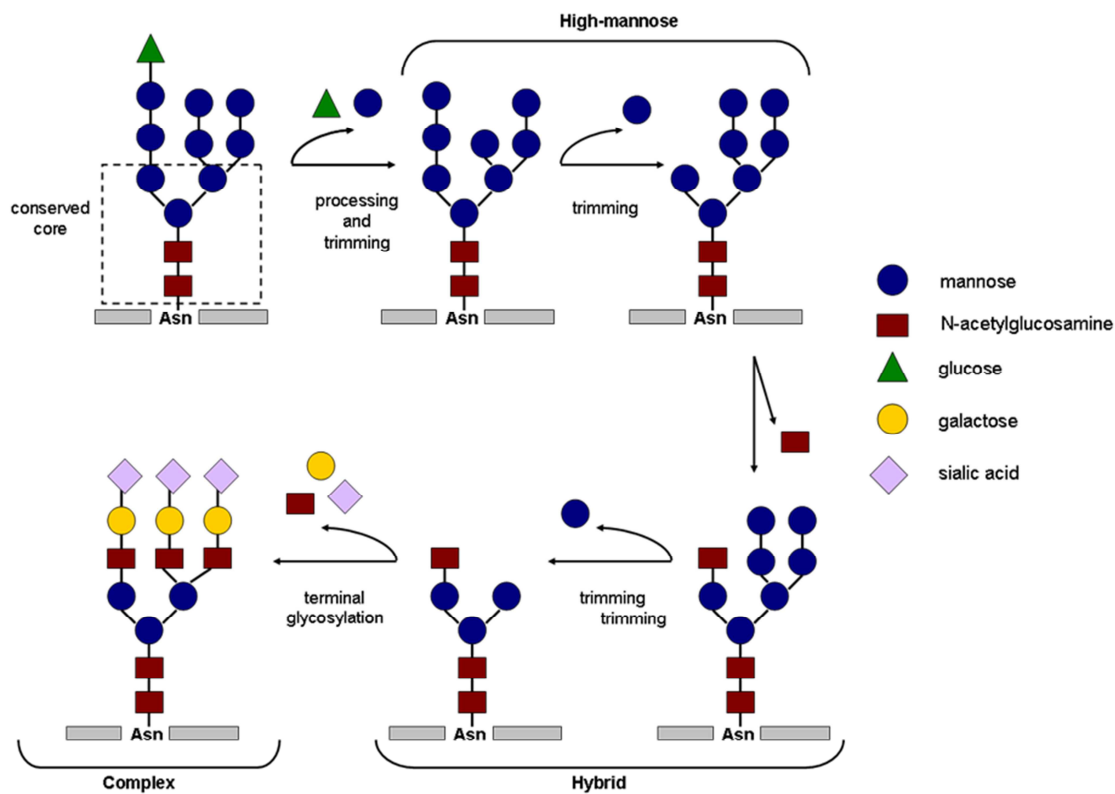 High-mannose
conserved
core
processing
and
trimming
trimming
Asn
Asn
Asn
mannose
N-acetylglucosamine
glucose
galactose
sialic acid
terminal
glycosylation
trimming
trimming
Asn
Asn
Asn
Complex
Hybrid